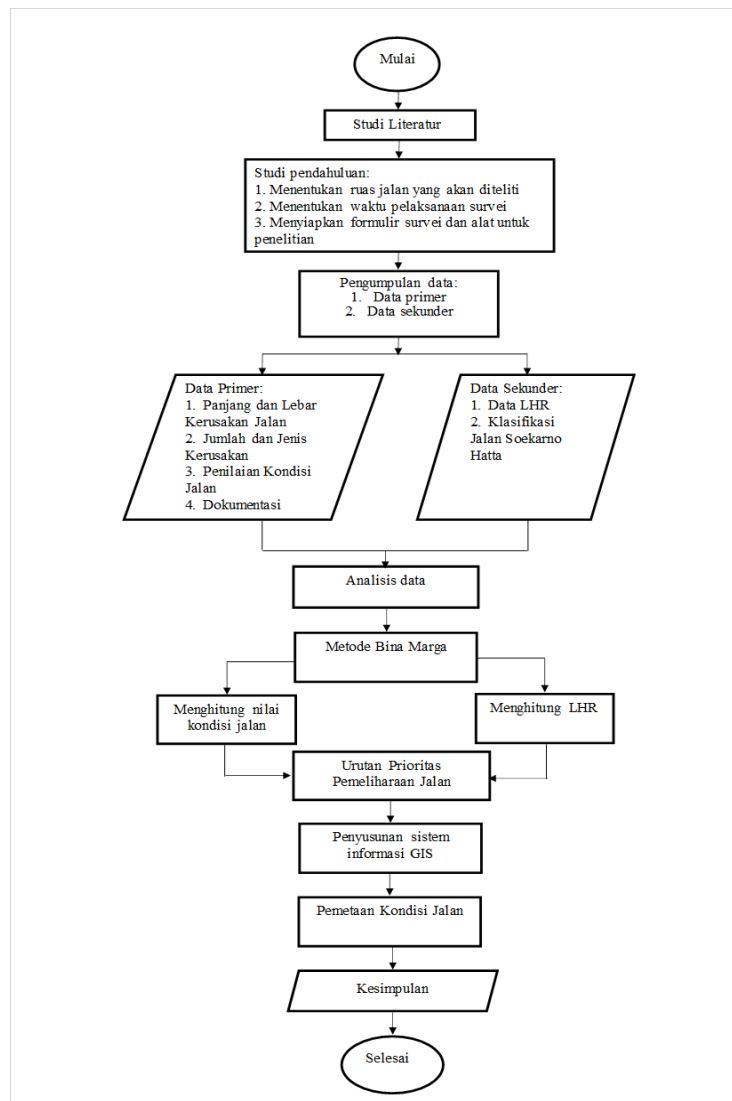 Mulai
Studi Literatur
Studi pendahuluan:
1. Menentukan ruas jalan yang akan diteliti
2. Menentukan waktu pelaksanaan survei
3. Menyiapkan formulir survei dan alat untuk
penelitian
Pengumpulan data:
1. Data primer
2. Data sekunder
Data Primer:
1. Panjang dan Lebar
Kerusakan Jalan
2. Jumlah dan Jenis
Kerusakan
3. Penilaian Kondisi
Jalan
4. Dokumentasi
Data Sekunder:
1. Data LHR
2. Klasifikasi
Jalan Soekarno
Hatta
Analisis data
Metode Bina Marga
Menghitung nilai
kondisi jalan
Menghitung LHR
Urutan Prioritas
Pemeliharaan Jalan
Penyusunan sistem
informasi GIS
Pemetaan Kondisi Jalan
Kesimpulan
Selesai